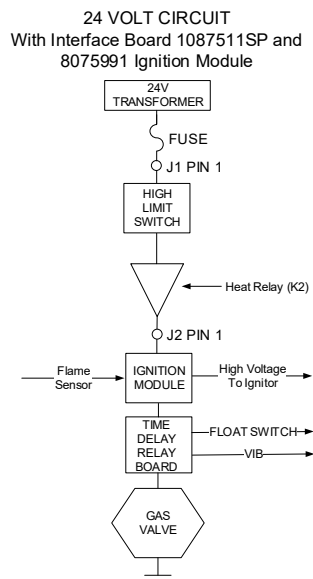 24 VOLT CIRCUIT
With Interface Board 1087511SP and
8075991 Ignition Module
24V
TRANSFORMER
FUSE
J1 PIN 1
HIGH
LIMIT
SWITCH
Heat Relay (K2)
J2 PIN 1
Flame
Sensor
IGNITION
MODULE
High Voltage
To Ignitor
TIME
DELAY
RELAY
BOARD
FLOAT SWITCH
VIB
GAS
VALVE